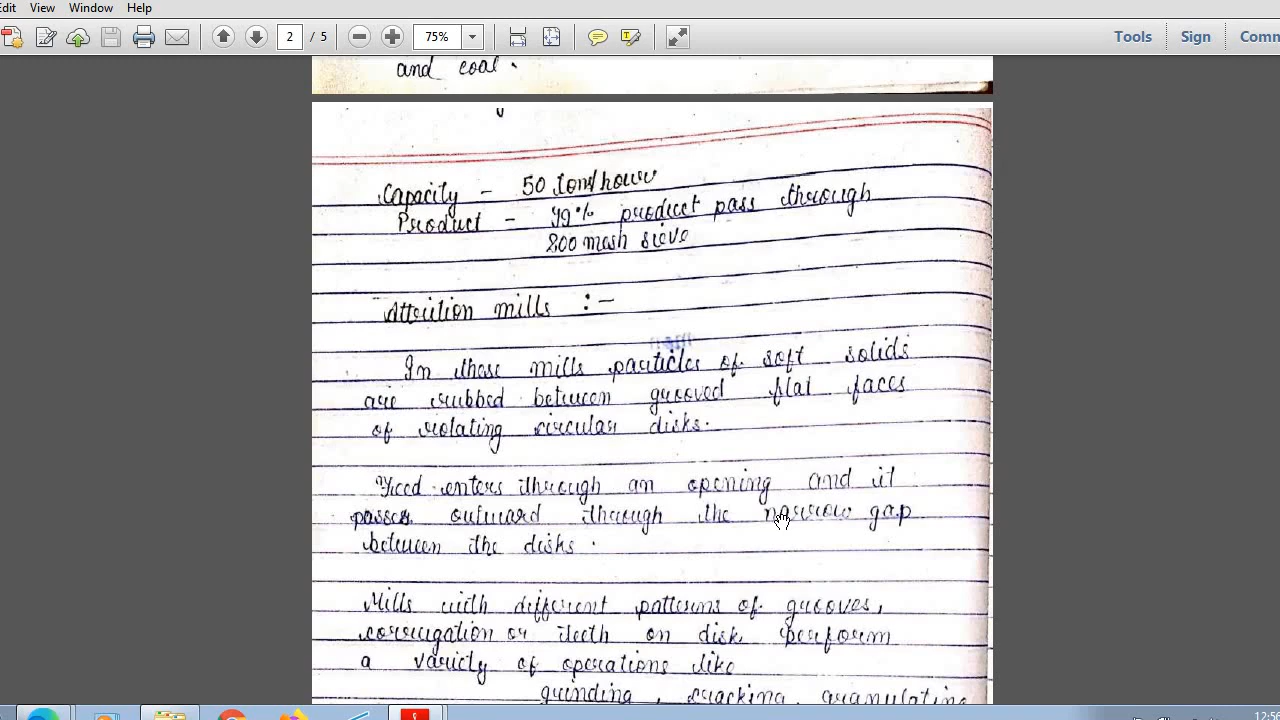 Edit View Window Help
2 / 5 75% Tools Sign Comm
and coal.
Capacity - 50 tons/hour
Product - 99% product pass through
200 mesh sieve
Attrition mills :-
In these mills particles of soft solids
are rubbed between grooved flat faces
of rotating circular disks.
Feed enters through an opening and it
passes outward through the narrow gap
between the disks.
Mills with different patterns of grooves,
corrugation or teeth on disk perform
a variety of operations like
grinding, cracking, granulating
12:56